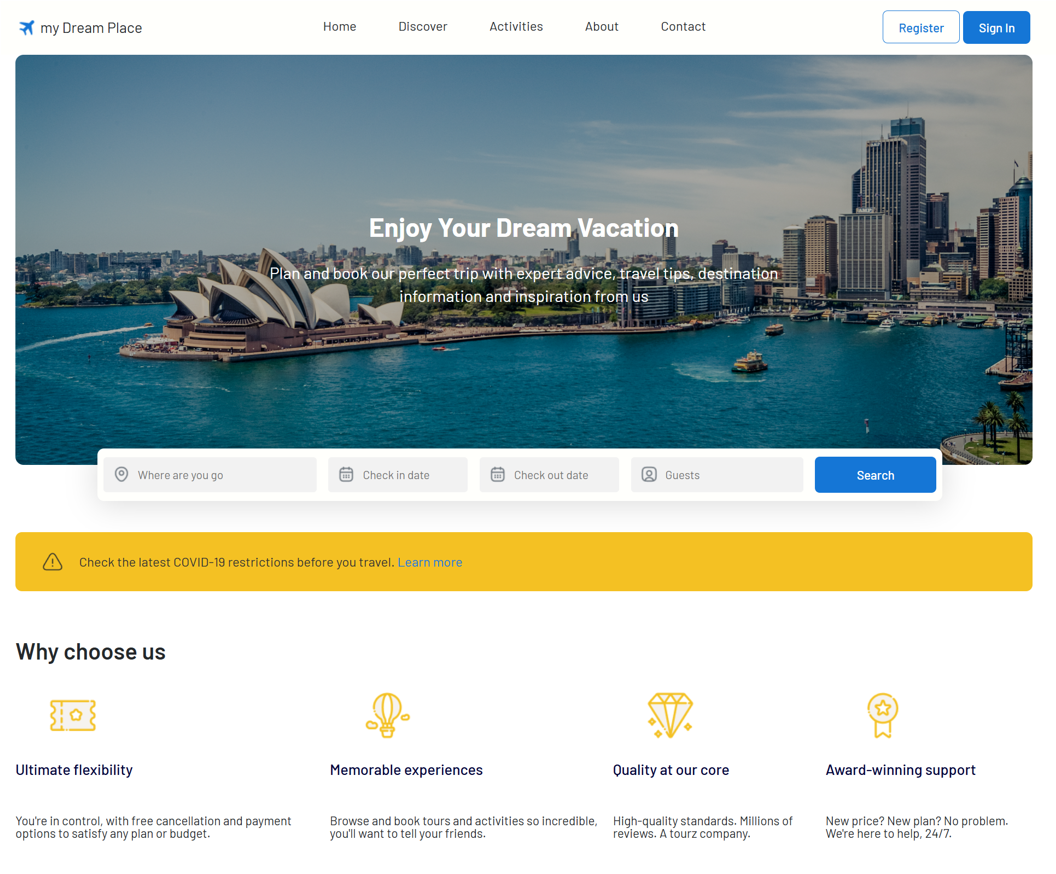 my Dream Place
Home
Discover
Activities
About
Contact
Register
Sign In
Enjoy Your Dream Vacation
Plan and book our perfect trip with expert advice, travel tips, destination
information and inspiration from us
Where are you go
Check in date
Check out date
Guests
Search
Check the latest COVID-19 restrictions before you travel. Learn more
Why choose us
Ultimate flexibility
You're in control, with free cancellation and payment
options to satisfy any plan or budget.
Memorable experiences
Browse and book tours and activities so incredible,
you'll want to tell your friends.
Quality at our core
High-quality standards. Millions of
reviews. A tourz company.
Award-winning support
New price? New plan? No problem.
We're here to help, 24/7.